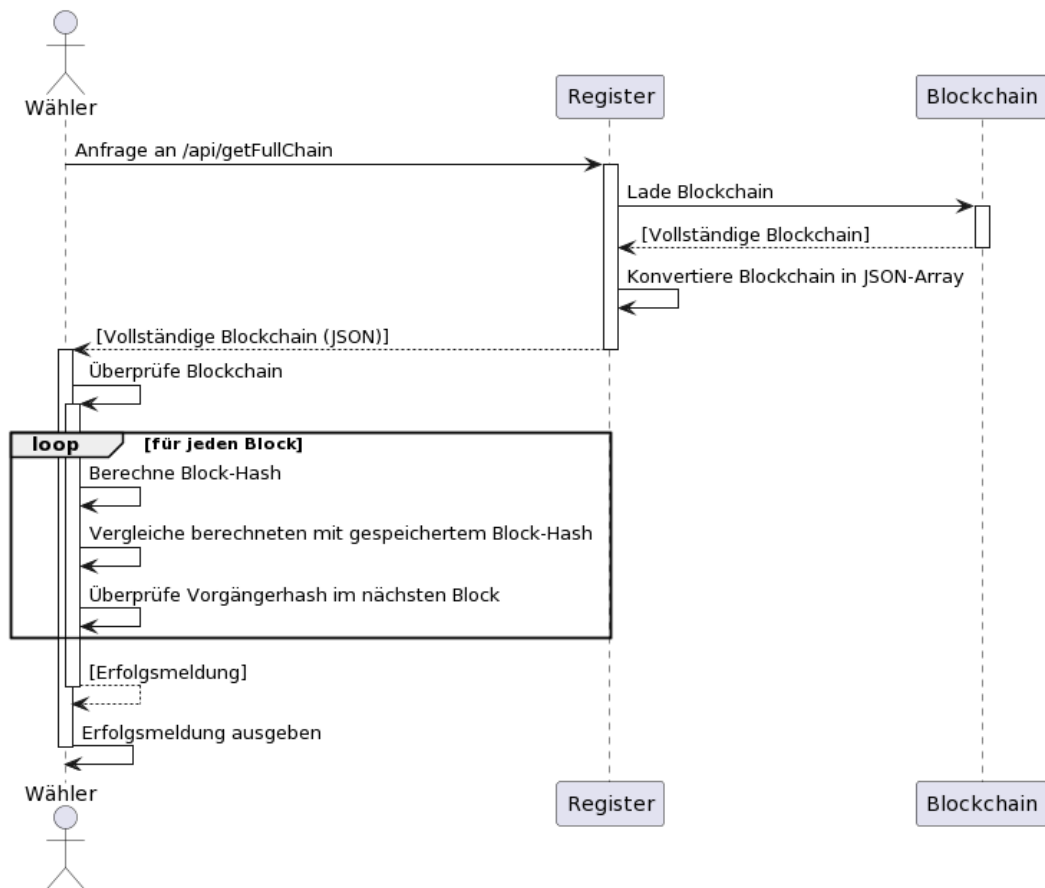 Wähler
Register
Blockchain
Anfrage an /api/getFullChain
Lade Blockchain
[Vollständige Blockchain]
Konvertiere Blockchain in JSON-Array
[Vollständige Blockchain (JSON)]
Überprüfe Blockchain
loop [für jeden Block]
Berechne Block-Hash
Vergleiche berechneten mit gespeichertem Block-Hash
Überprüfe Vorgängerhash im nächsten Block
[Erfolgsmeldung]
Erfolgsmeldung ausgeben
Wähler
Register
Blockchain